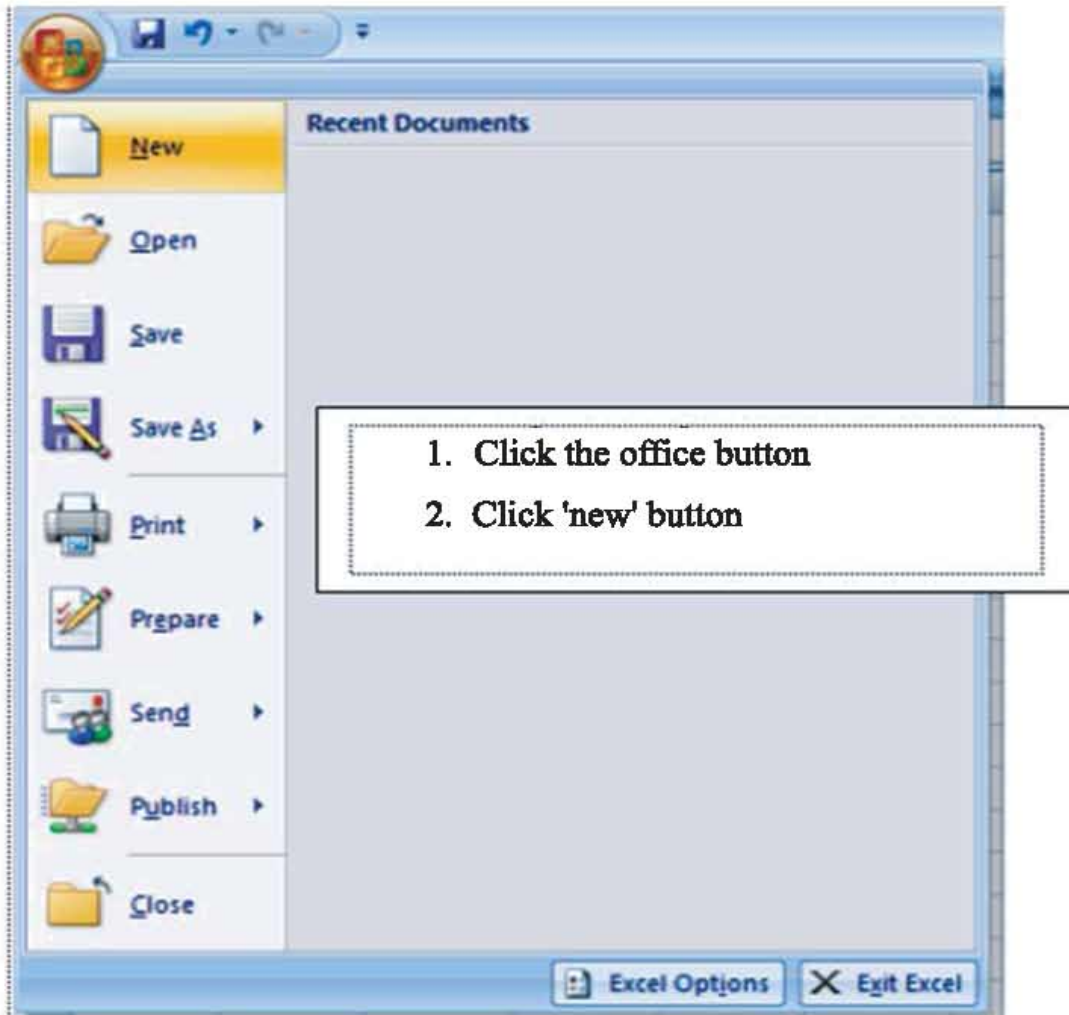 Recent Documents
New
Open
Save
Save As
1. Click the office button
2. Click 'new' button
Print
Prepare
Send
Publish
Close
Excel Options
Exit Excel